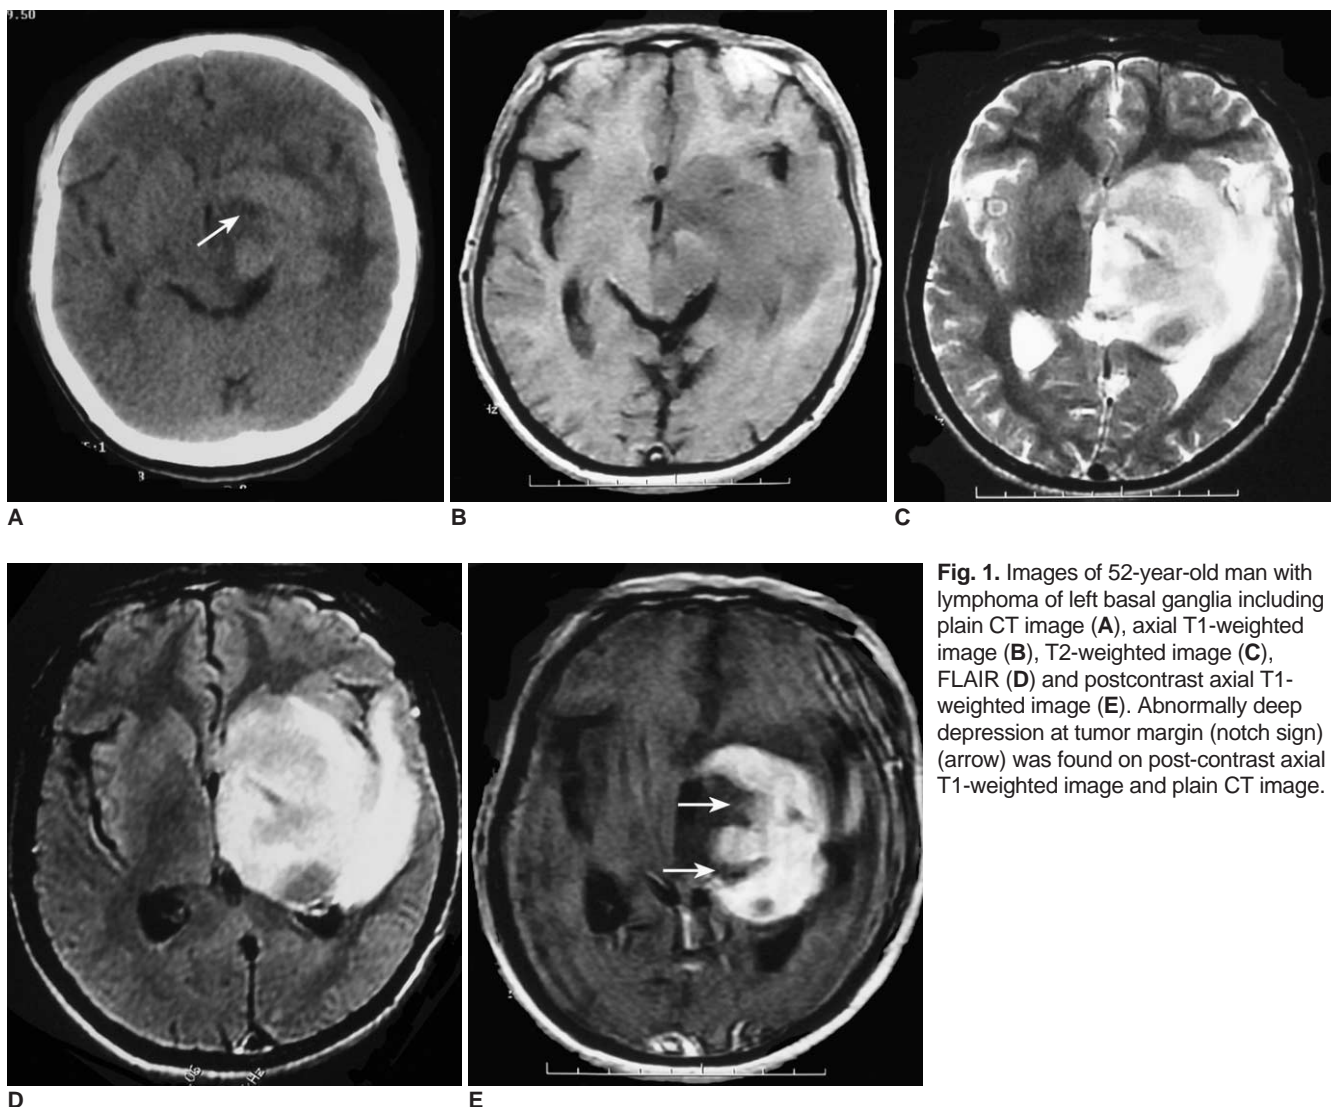 9.50
A
B
C
Fig. 1. Images of 52-year-old man with
lymphoma of left basal ganglia including
plain CT image (A), axial T1-weighted
image (B), T2-weighted image (C),
FLAIR (D) and postcontrast axial T1-
weighted image (E). Abnormally deep
depression at tumor margin (notch sign)
(arrow) was found on post-contrast axial
T1-weighted image and plain CT image.
D
E